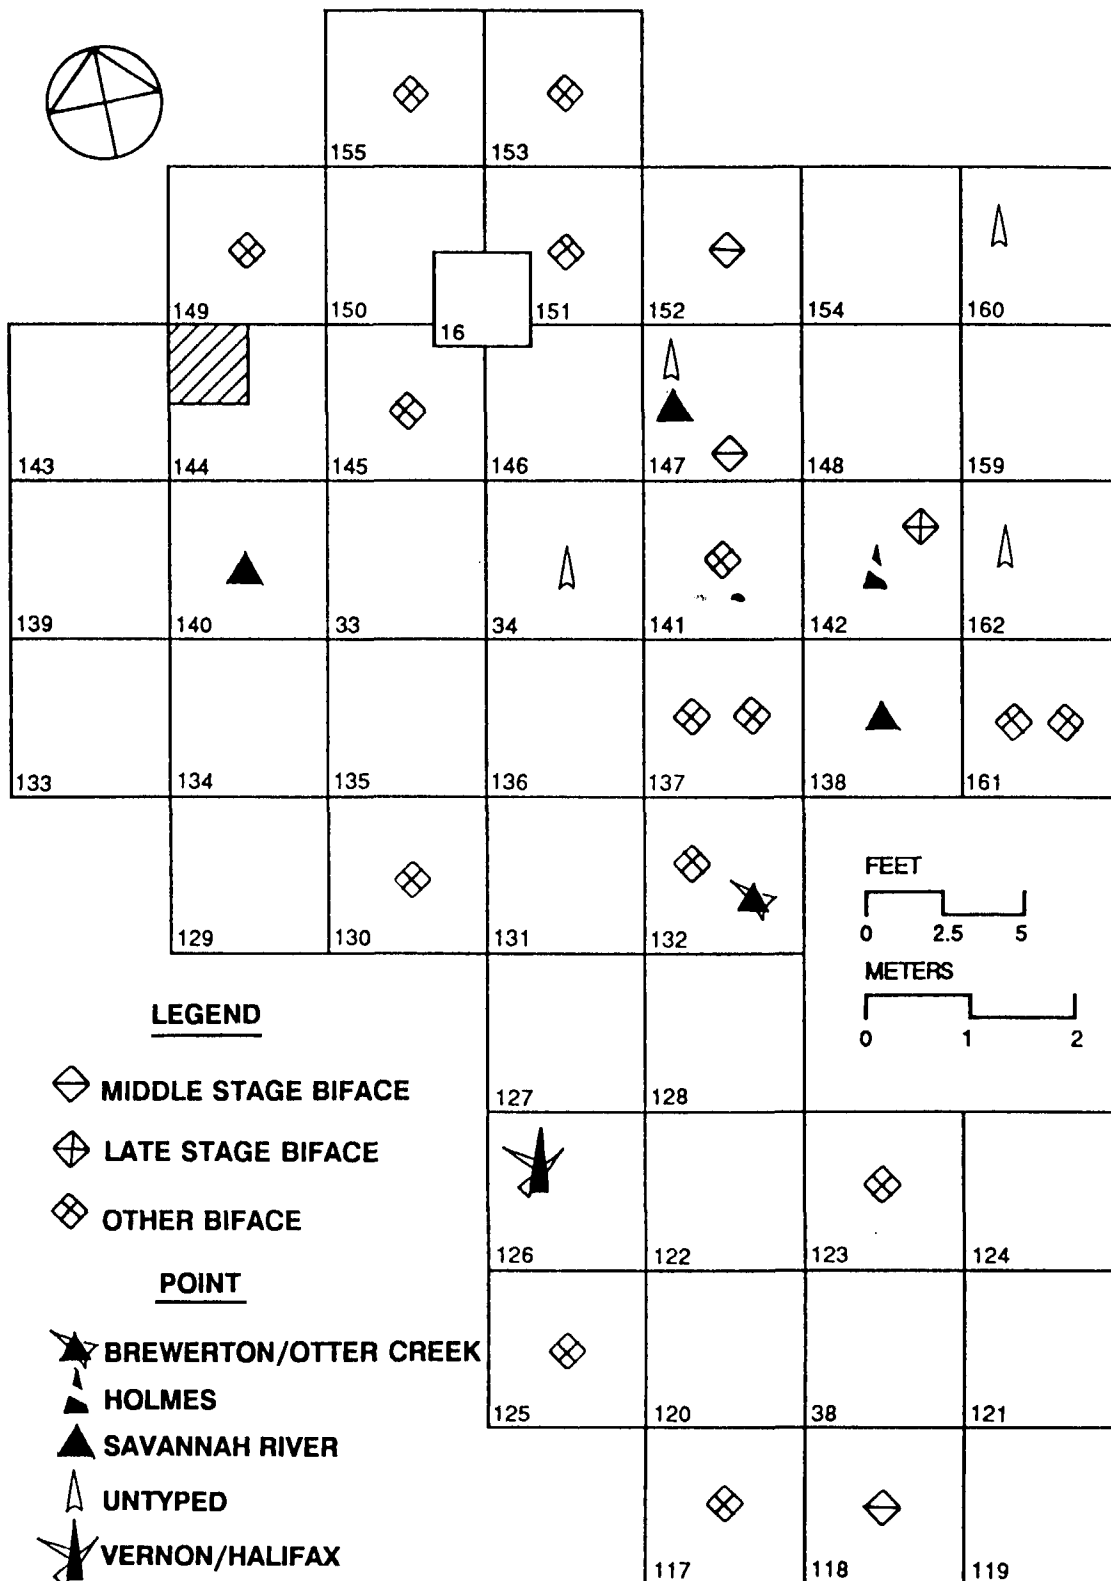 155 153
149 150 151 152 154 160
16
143 144 145 146 147 148 159
139 140 33 34 141 142 162
133 134 135 136 137 138 161
FEET
0 2.5 5
129 130 131 132
METERS
0 1 2
LEGEND
MIDDLE STAGE BIFACE
127 128
LATE STAGE BIFACE
OTHER BIFACE
126 122 123 124
POINT
BREWERTON/OTTER CREEK
HOLMES
125 120 38 121
SAVANNAH RIVER
UNTYPED
VERNON/HALIFAX
117 118 119